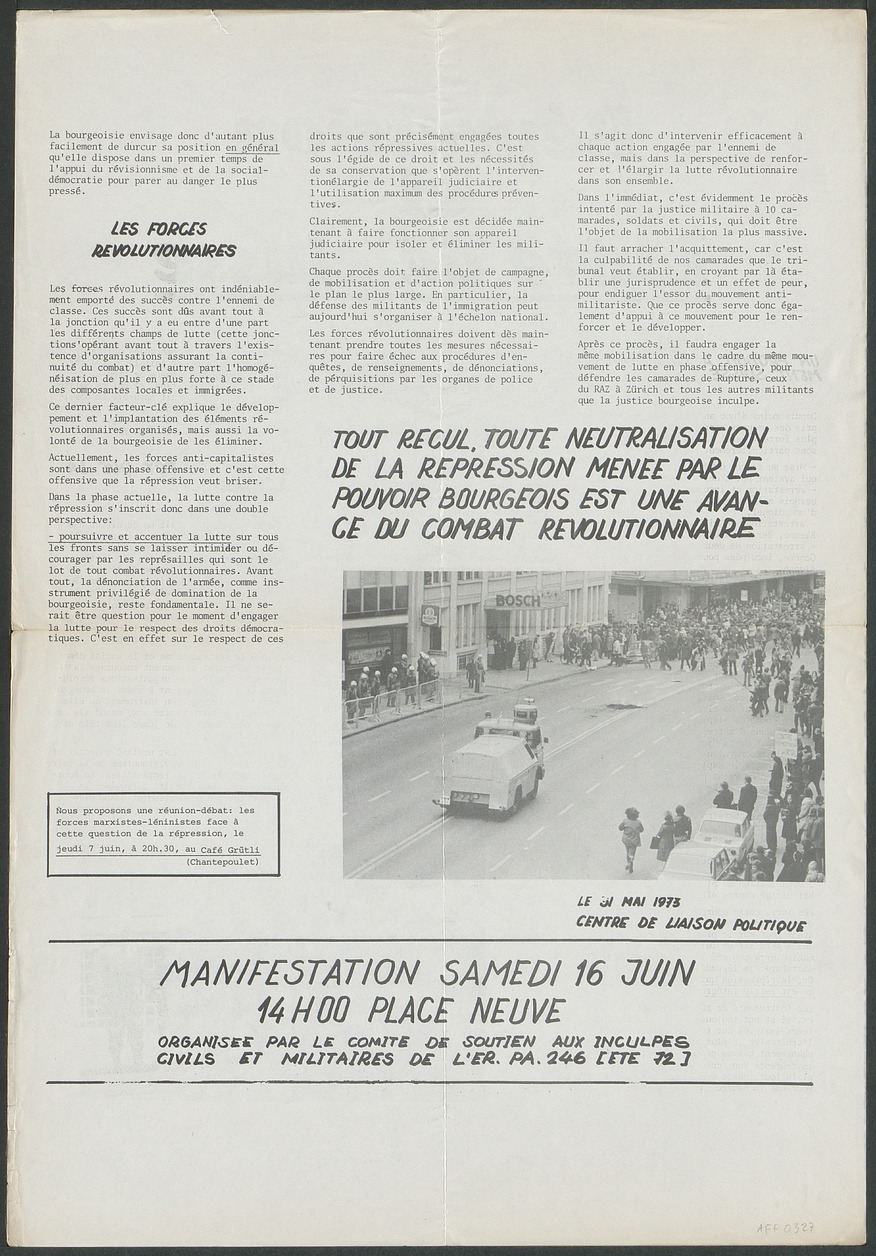 La bourgeoisie envisage donc d'autant plus
facilement de durcur sa position en général
qu'elle dispose dans un premier temps de
l'appui du révisionnisme et de la social-
démocratie pour parer au danger le plus
pressé.
LES FORCES
REVOLUTIONNAIRES
Les forces révolutionnaires ont indéniable-
ment emporté des succès contre l'ennemi de
classe. Ces succès sont dûs avant tout à
la jonction qu'il y a eu entre d'une part
les différents champs de lutte (cette jonc-
tions'opérant avant tout à travers l'exis-
tence d'organisations assurant la conti-
nuité du combat) et d'autre part l'homogé-
néisation de plus en plus forte à ce stade
des composantes locales et immigrées.
Ce dernier facteur-clé explique le dévelop-
pement et l'implantation des éléments ré-
volutionnaires organisés, mais aussi la vo-
lonté de la bourgeoisie de les éliminer.
Actuellement, les forces anti-capitalistes
sont dans une phase offensive et c'est cette
offensive que la répression veut briser.
Dans la phase actuelle, la lutte contre la
répression s'inscrit donc dans une double
perspective:
- poursuivre et accentuer la lutte sur tous
les fronts sans se laisser intimider ou dé-
courager par les représailles qui sont le
lot de tout combat révolutionnaires. Avant
tout, la dénonciation de l'armée, comme ins-
strument privilégié de domination de la
bourgeoisie, reste fondamentale. Il ne se-
rait être question pour le moment d'engager
la lutte pour le respect des droits démocra-
tiques. C'est en effet sur le respect de ces
Nous proposons une réunion-débat: les
forces marxistes-léninistes face à
cette question de la répression, le
jeudi 7 juin, à 20h.30, au Café Grütli
(Chantepoulet)
droits que sont précisément engagées toutes
les actions répressives actuelles. C'est
sous l'égide de ce droit et les nécessités
de sa conservation que s'opèrent l'interven-
tionélargie de l'appareil judiciaire et
l'utilisation maximum des procédures préven-
tives.
Clairement, la bourgeoisie est décidée main-
tenant à faire fonctionner son appareil
judiciaire pour isoler et éliminer les mili-
tants.
Chaque procès doit faire l'objet de campagne,
de mobilisation et d'action politiques sur
le plan le plus large. En particulier, la
défense des militants de l'immigration peut
aujourd'hui s'organiser à l'échelon national.
Les forces révolutionnaires doivent dès main-
tenant prendre toutes les mesures nécessai-
res pour faire échec aux procédures d'en-
quêtes, de renseignements, de dénonciations,
de pérquisitions par les organes de police
et de justice.
Il s'agit donc d'intervenir efficacement à
chaque action engagée par l'ennemi de
classe, mais dans la perspective de renfor-
cer et l'élargir la lutte révolutionnaire
dans son ensemble.
Dans l'immédiat, c'est évidemment le procès
intenté par la justice militaire à 10 ca-
marades, soldats et civils, qui doit être
l'objet de la mobilisation la plus massive.
Il faut arracher l'acquittement, car c'est
la culpabilité de nos camarades que le tri-
bunal veut établir, en croyant par là éta-
blir une jurisprudence et un effet de peur,
pour endiguer l'essor du mouvement anti-
militariste. Que ce procès serve donc éga-
lement d'appui à ce mouvement pour le ren-
forcer et le développer.
Après ce procès, il faudra engager la
même mobilisation dans le cadre du même mou-
vement de lutte en phase offensive, pour
défendre les camarades de Rupture, ceux
du RAZ à Zürich et tous les autres militants
que la justice bourgeoise inculpe.
TOUT RECUL, TOUTE NEUTRALISATION
DE LA REPRESSION MENEE PAR LE
POUVOIR BOURGEOIS EST UNE AVAN-
CE DU COMBAT REVOLUTIONNAIRE
BOSCH
LE 31 MAI 1973
CENTRE DE LIAISON POLITIQUE
MANIFESTATION SAMEDI 16 JUIN
14H00 PLACE NEUVE
ORGANISEE PAR LE COMITE DE SOUTIEN AUX INCULPES
CIVILS ET MILITAIRES DE L'ER. PA. 246 [ETE 72]
AFF 0327